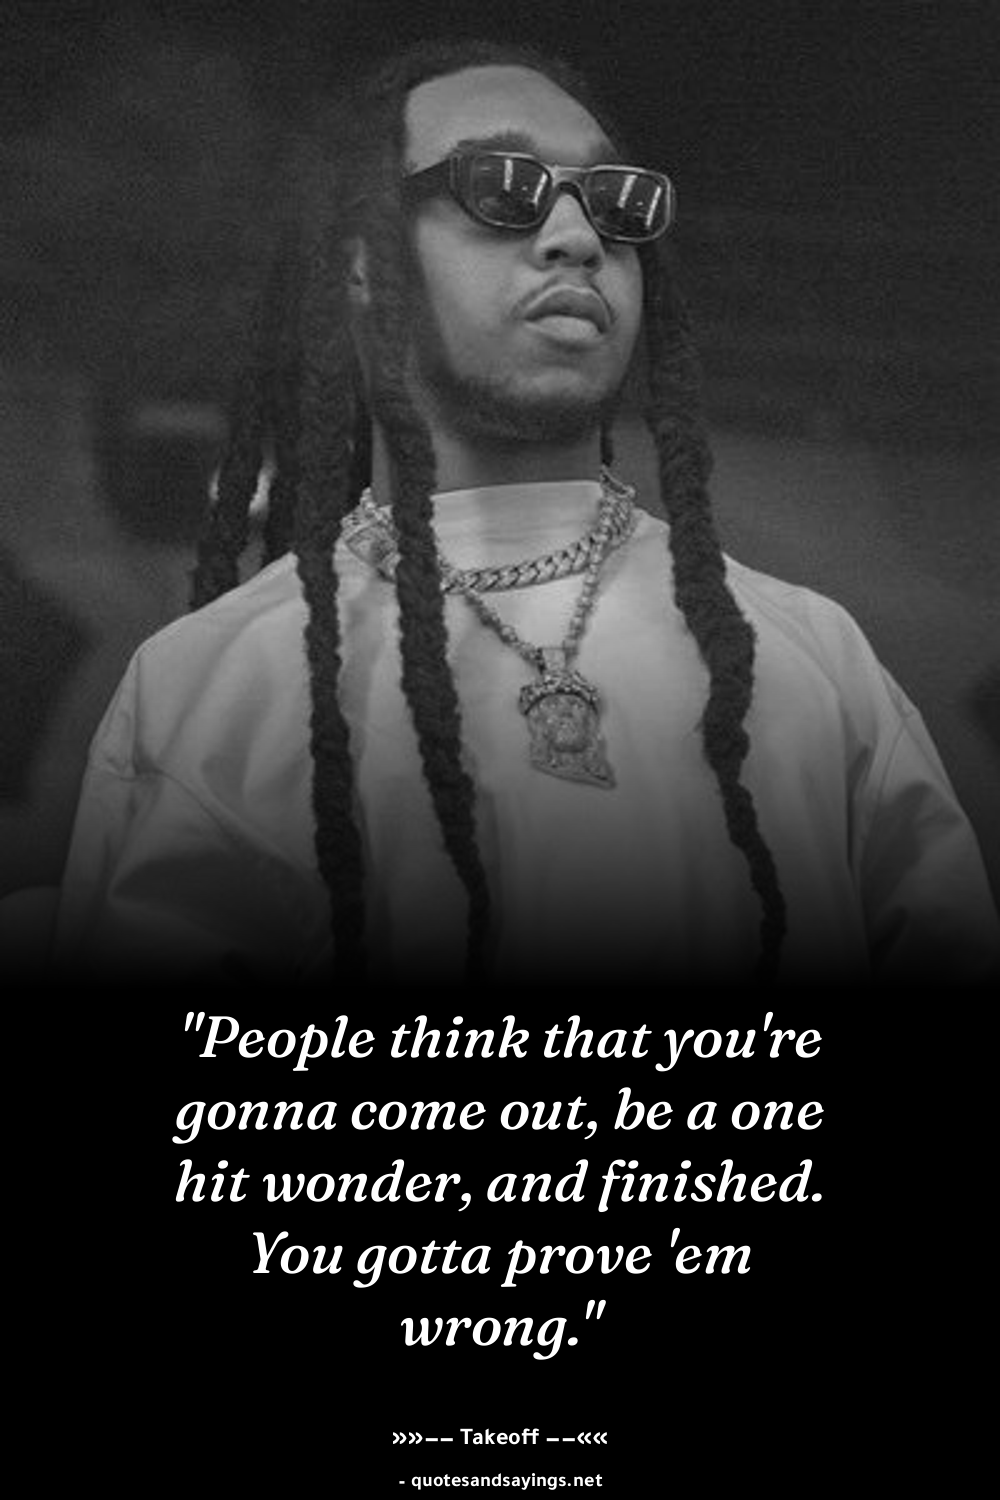 "People think that you're
gonna come out, be a one
hit wonder, and finished.
You gotta prove 'em
wrong."
»»–– Takeoff ––««
- quotesandsayings.net